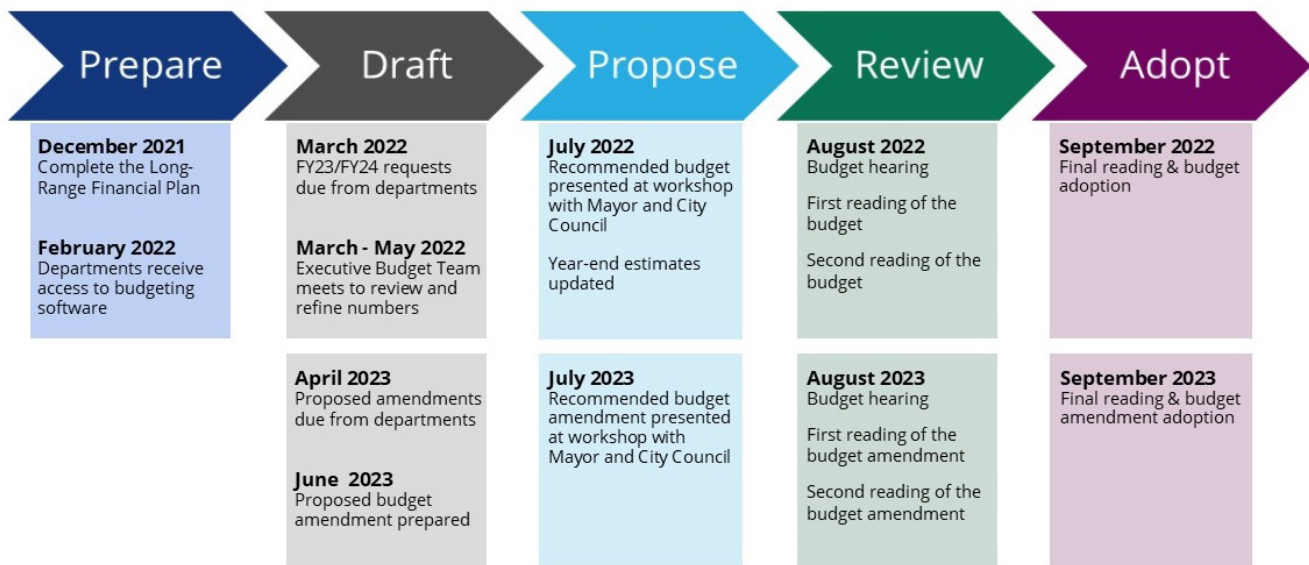 Prepare
Draft
Propose
Review
Adopt
December 2021
Complete the Long-
Range Financial Plan
February 2022
Departments receive
access to budgeting
software
March 2022
FY23/FY24 requests
due from departments
March - May 2022
Executive Budget Team
meets to review and
refine numbers
July 2022
Recommended budget
presented at workshop
with Mayor and City
Council
Year-end estimates
updated
August 2022
Budget hearing
First reading of the
budget
Second reading of the
budget
September 2022
Final reading & budget
adoption
April 2023
Proposed amendments
due from departments
June 2023
Proposed budget
amendment prepared
July 2023
Recommended budget
amendment presented
at workshop with
Mayor and City Council
August 2023
Budget hearing
First reading of the
budget amendment
Second reading of the
budget amendment
September 2023
Final reading & budget
amendment adoption